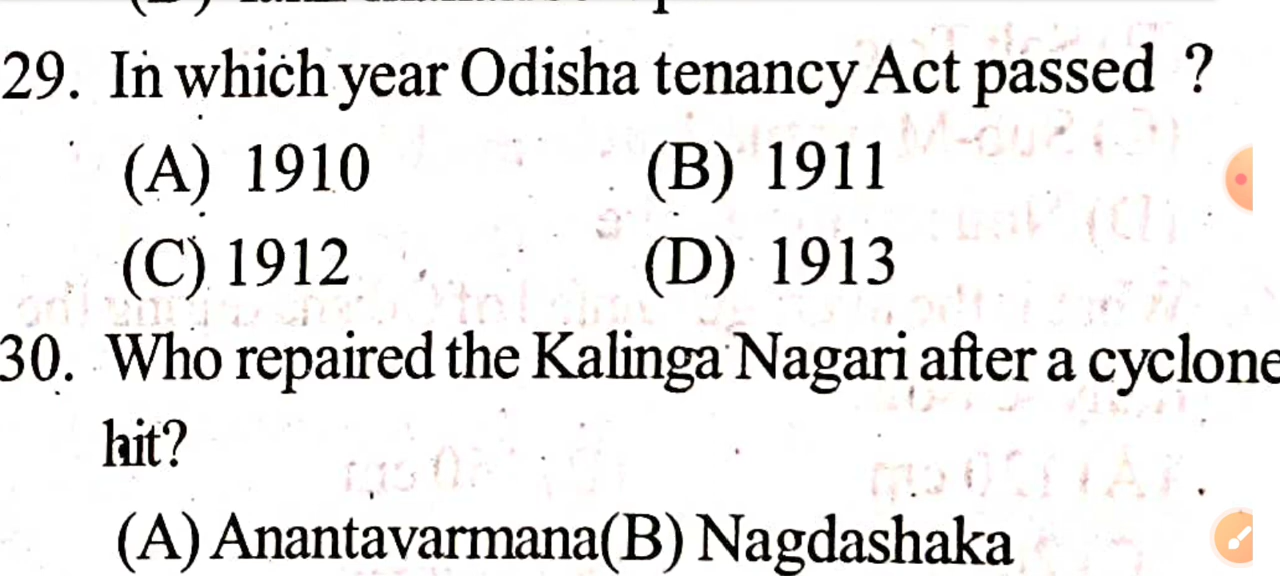 29. In which year Odisha tenancy Act passed ?
(A) 1910 (B) 1911
(C) 1912 (D) 1913
30. Who repaired the Kalinga Nagari after a cyclone
hit?
(A) Anantavarmana(B) Nagdashaka